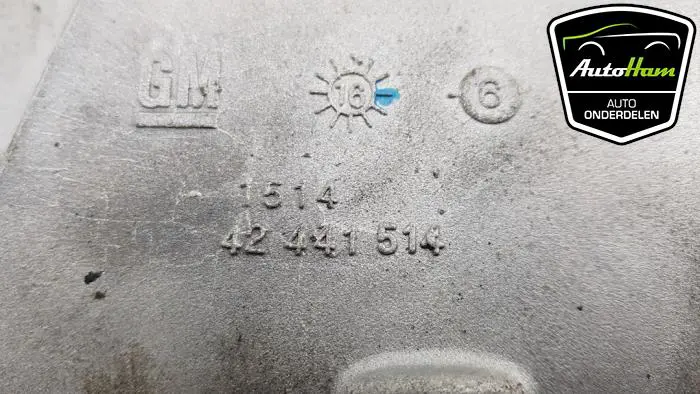 GM
16
6
1514
42 441 514
AutoHam
AUTO
ONDERDELEN